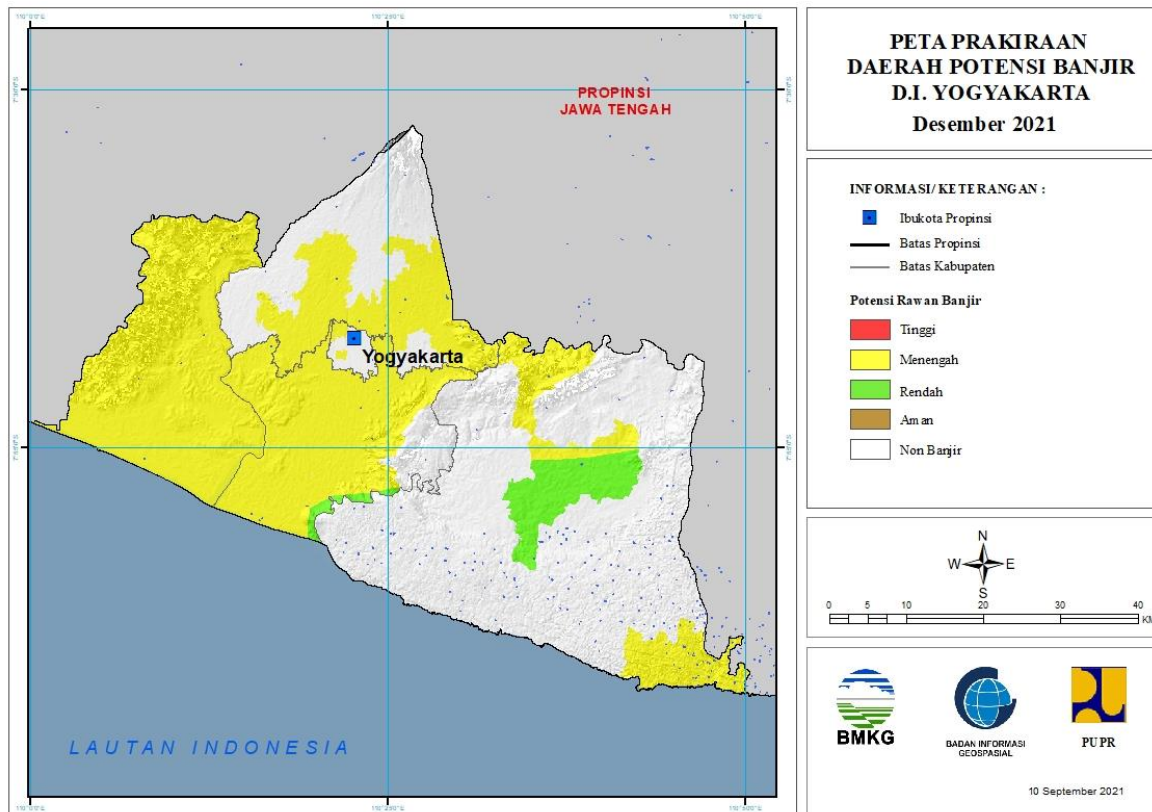 PETA PRAKIRAAN
DAERAH POTENSI BANJIR
D.I. YOGYAKARTA
Desember 2021
INFORMASI/ KETERANGAN :
Ibukota Propinsi
Batas Propinsi
Batas Kabupaten
Potensi Rawan Banjir
Tinggi
Menengah
Rendah
Aman
Non Banjir
N
W E
S
0 5 10 20 30 40
KM
BMKG
BADAN INFORMASI
GEOSPASIAL
PUPR
10 September 2021
PROPINSI
JAWA TENGAH
Yogyakarta
LAUTAN INDONESIA